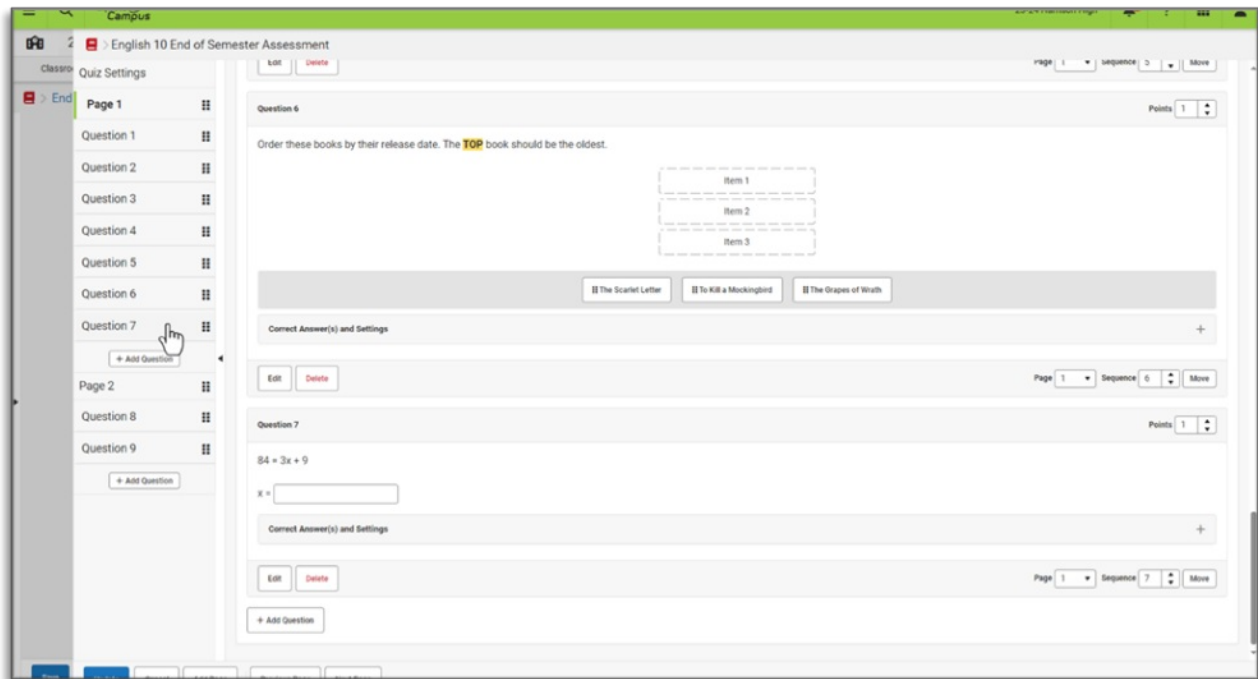 Campus
English 10 End of Semester Assessment
Classro
Quiz Settings
Edit Delete Page 1 Sequence 5 Move
End
Page 1
Question 6 Points 1
Question 1
Order these books by their release date. The TOP book should be the oldest.
Question 2
Item 1
Question 3
Item 2
Question 4
Item 3
Question 5
Question 6
The Scarlet Letter To Kill a Mockingbird The Grapes of Wrath
Question 7
Correct Answer(s) and Settings
+ Add Question
Page 2
Edit Delete Page 1 Sequence 6 Move
Question 8
Question 7 Points 1
Question 9
84 = 3x + 9
+ Add Question
x =
Correct Answer(s) and Settings
Edit Delete Page 1 Sequence 7 Move
+ Add Question